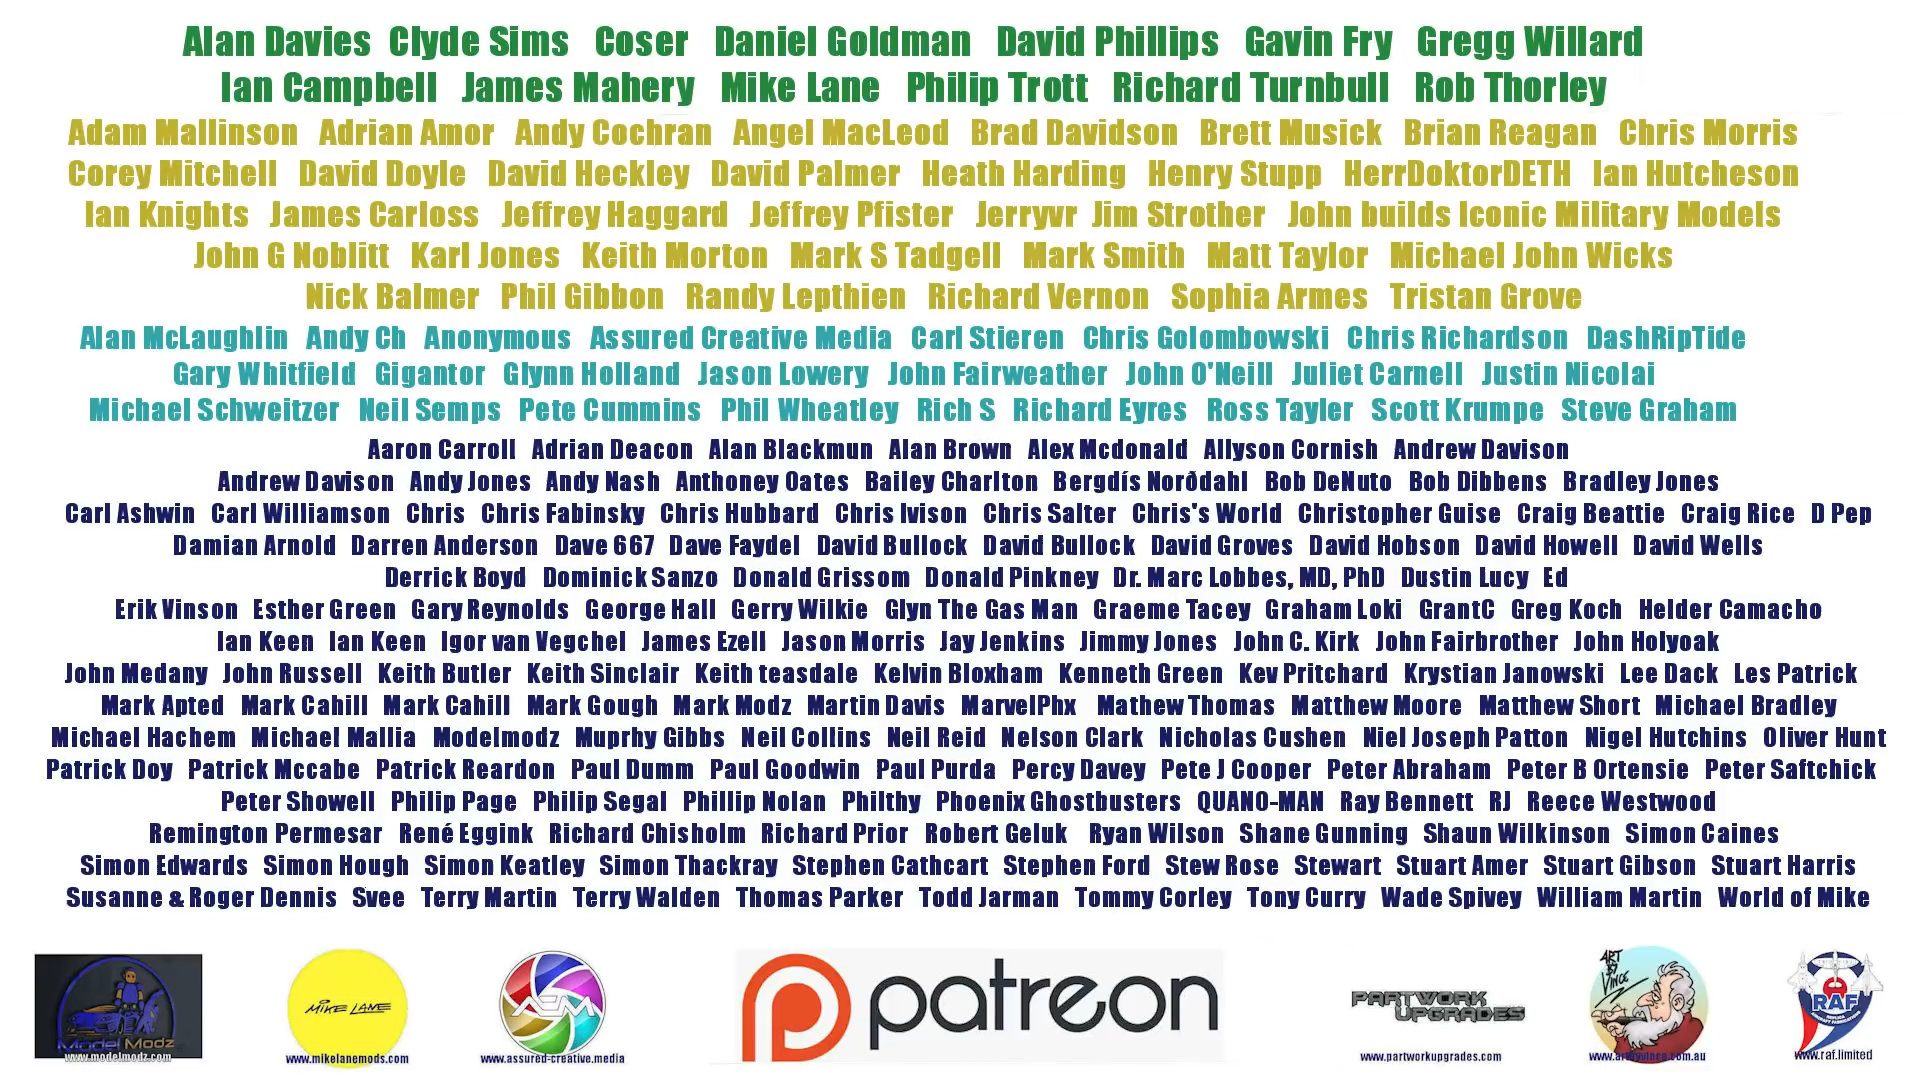 Alan Davies Clyde Sims Coser Daniel Goldman David Phillips Gavin Fry Gregg Willard
Ian Campbell James Mahery Mike Lane Philip Trott Richard Turnbull Rob Thorley
Adam Mallinson Adrian Amor Andy Cochran Angel MacLeod Brad Davidson Brett Musick Brian Reagan Chris Morris
Corey Mitchell David Doyle David Heckley David Palmer Heath Harding Henry Stupp HerrDoktorDETH Ian Hutcheson
Ian Knights James Carloss Jeffrey Haggard Jeffrey Pfister Jerryvr Jim Strother John builds Iconic Military Models
John G Noblitt Karl Jones Keith Morton Mark S Tadgell Mark Smith Matt Taylor Michael John Wicks
Nick Balmer Phil Gibbon Randy Lepthien Richard Vernon Sophia Armes Tristan Grove
Alan McLaughlin Andy Ch Anonymous Assured Creative Media Carl Stieren Chris Golombowski Chris Richardson DashRipTide
Gary Whitfield Gigantor Glynn Holland Jason Lowery John Fairweather John O'Neill Juliet Carnell Justin Nicolai
Michael Schweitzer Neil Semps Pete Cummins Phil Wheatley Rich S Richard Eyres Ross Tayler Scott Krumpe Steve Graham
Aaron Carroll Adrian Deacon Alan Blackmun Alan Brown Alex Mcdonald Allyson Cornish Andrew Davison
Andrew Davison Andy Jones Andy Nash Anthoney Oates Bailey Charlton Bergdís Norðdahl Bob DeNuto Bob Dibbens Bradley Jones
Carl Ashwin Carl Williamson Chris Chris Fabinsky Chris Hubbard Chris Ivison Chris Salter Chris's World Christopher Guise Craig Beattie Craig Rice D Pep
Damian Arnold Darren Anderson Dave 667 Dave Faydel David Bullock David Bullock David Groves David Hobson David Howell David Wells
Derrick Boyd Dominick Sanzo Donald Grissom Donald Pinkney Dr. Marc Lobbes, MD, PhD Dustin Lucy Ed
Erik Vinson Esther Green Gary Reynolds George Hall Gerry Wilkie Glyn The Gas Man Graeme Tacey Graham Loki GrantC Greg Koch Helder Camacho
Ian Keen Ian Keen Igor van Vegchel James Ezell Jason Morris Jay Jenkins Jimmy Jones John C. Kirk John Fairbrother John Holyoak
John Medany John Russell Keith Butler Keith Sinclair Keith teasdale Kelvin Bloxham Kenneth Green Kev Pritchard Krystian Janowski Lee Dack Les Patrick
Mark Apted Mark Cahill Mark Cahill Mark Gough Mark Modz Martin Davis MarvelPhx Mathew Thomas Matthew Moore Matthew Short Michael Bradley
Michael Hachem Michael Mallia Modelmodz Muprhy Gibbs Neil Collins Neil Reid Nelson Clark Nicholas Cushen Niel Joseph Patton Nigel Hutchins Oliver Hunt
Patrick Doy Patrick Mccabe Patrick Reardon Paul Dumm Paul Goodwin Paul Purda Percy Davey Pete J Cooper Peter Abraham Peter B Ortensie Peter Saftchick
Peter Showell Philip Page Philip Segal Phillip Nolan Philthy Phoenix Ghostbusters QUANO-MAN Ray Bennett RJ Reece Westwood
Remington Permesar René Eggink Richard Chisholm Richard Prior Robert Geluk Ryan Wilson Shane Gunning Shaun Wilkinson Simon Caines
Simon Edwards Simon Hough Simon Keatley Simon Thackray Stephen Cathcart Stephen Ford Stew Rose Stewart Stuart Amer Stuart Gibson Stuart Harris
Susanne & Roger Dennis Svee Terry Martin Terry Walden Thomas Parker Todd Jarman Tommy Corley Tony Curry Wade Spivey William Martin World of Mike
Model Modz
www.modelmodz.com
MIKE LANE
www.mikelanemods.com
ACM
www.assured-creative.media
patreon
PARTWORK
UPGRADES
www.partworkupgrades.com
ART
BY
VINCE
www.artbyvince.com.au
RAF
www.raf.limited